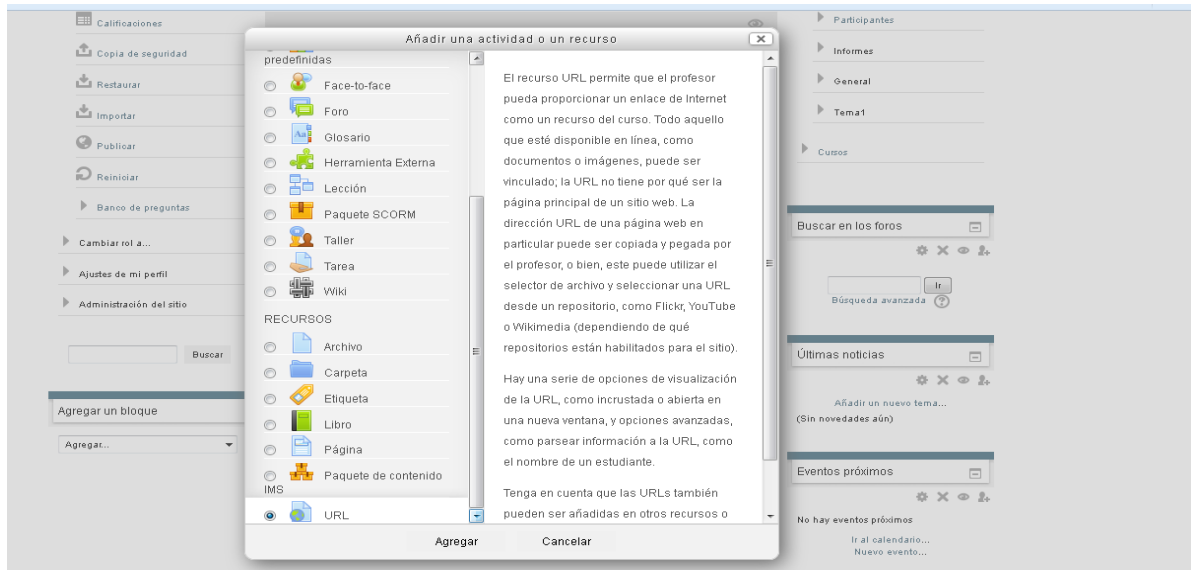 Calificaciones
Copia de seguridad
Restaurar
Importar
Publicar
Reiniciar
Banco de preguntas
Cambiar rol a...
Ajustes de mi perfil
Administración del sitio
Buscar
Agregar un bloque
Agregar...
Añadir una actividad o un recurso
predefinidas
Face-to-face
Foro
Glosario
Herramienta Externa
Lección
Paquete SCORM
Taller
Tarea
Wiki
RECURSOS
Archivo
Carpeta
Etiqueta
Libro
Página
Paquete de contenido
IMS
URL
El recurso URL permite que el profesor
pueda proporcionar un enlace de Internet
como un recurso del curso. Todo aquello
que esté disponible en línea, como
documentos o imágenes, puede ser
vinculado; la URL no tiene por qué ser la
página principal de un sitio web. La
dirección URL de una página web en
particular puede ser copiada y pegada por
el profesor, o bien, este puede utilizar el
selector de archivo y seleccionar una URL
desde un repositorio, como Flickr, YouTube
o Wikimedia (dependiendo de qué
repositorios están habilitados para el sitio).
Hay una serie de opciones de visualización
de la URL, como incrustada o abierta en
una nueva ventana, y opciones avanzadas,
como parsear información a la URL, como
el nombre de un estudiante.
Tenga en cuenta que las URLs también
pueden ser añadidas en otros recursos o
Agregar
Cancelar
Participantes
Informes
General
Tema1
Cursos
Buscar en los foros
Ir
Búsqueda avanzada
Últimas noticias
Añadir un nuevo tema...
(Sin novedades aún)
Eventos próximos
No hay eventos próximos
Ir al calendario...
Nuevo evento...